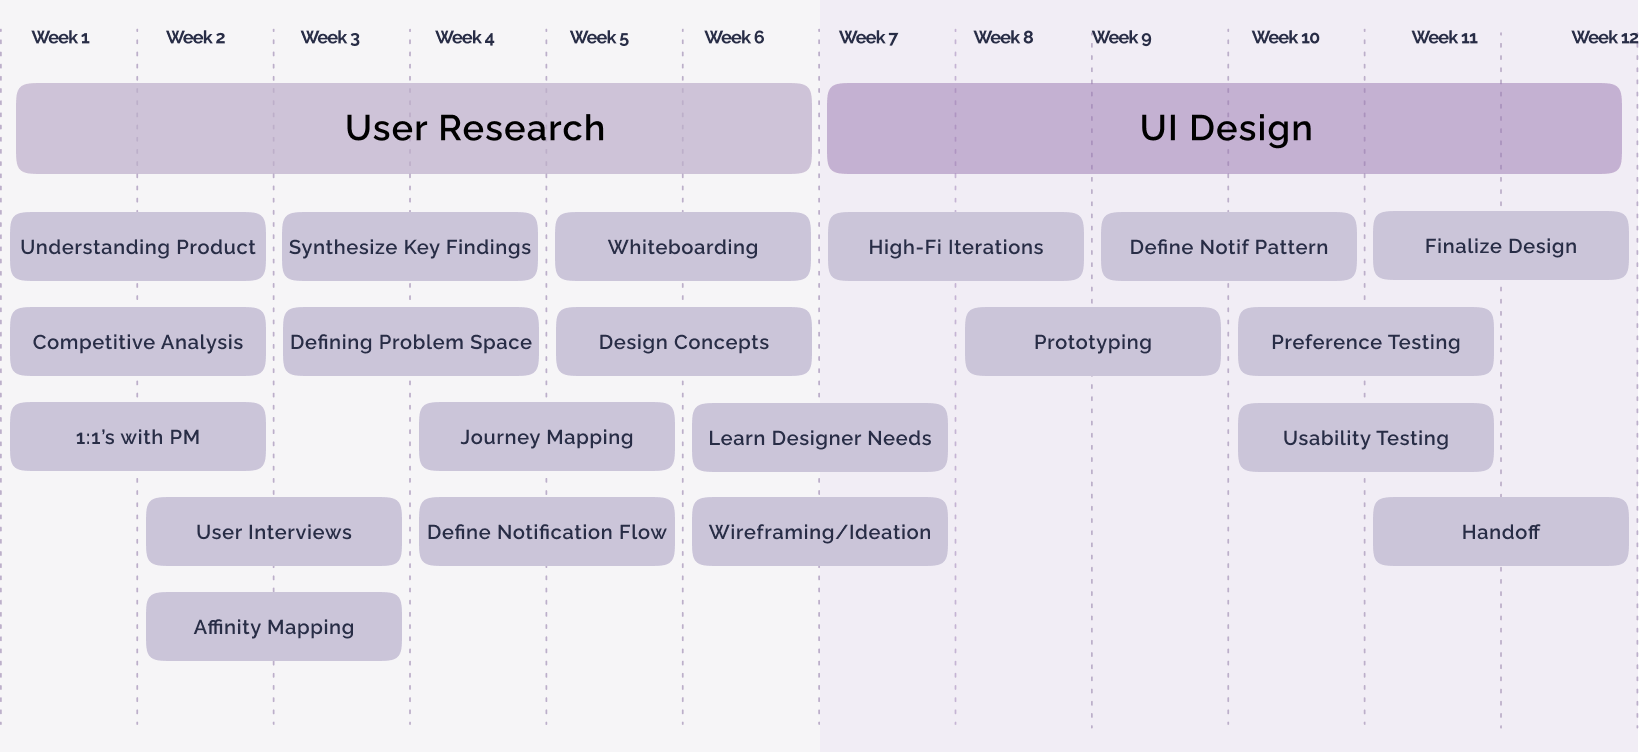 Week 1
Week 2
Week 3
Week 4
Week 5
Week 6
Week 7
Week 8
Week 9
Week 10
Week 11
Week 12
User Research
UI Design
Understanding Product
Synthesize Key Findings
Whiteboarding
High-Fi Iterations
Define Notif Pattern
Finalize Design
Competitive Analysis
Defining Problem Space
Design Concepts
Prototyping
Preference Testing
1:1’s with PM
Journey Mapping
Learn Designer Needs
Usability Testing
User Interviews
Define Notification Flow
Wireframing/Ideation
Handoff
Affinity Mapping